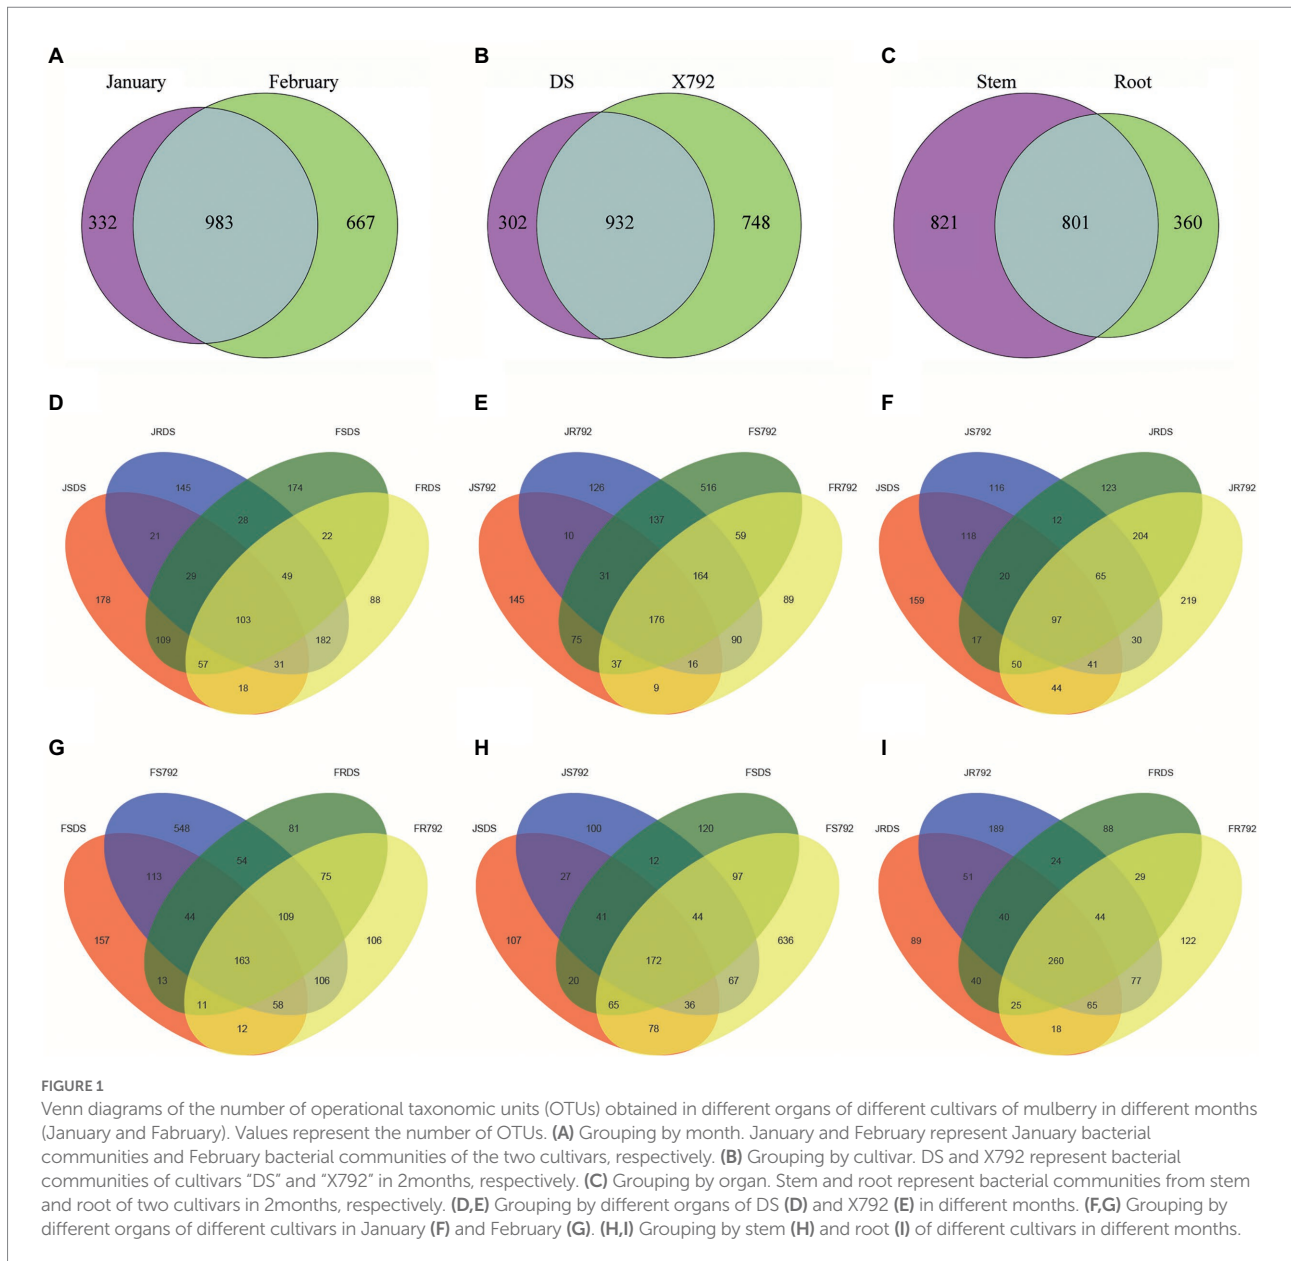 A
B
C
January
February
DS
X792
Stem
Root
332
983
667
302
932
748
821
801
360
D
E
F
JRDS
FSDS
JSDS
FRDS
145
174
28
22
21
29
49
178
103
88
109
182
57
31
18
JR792
FS792
JS792
FR792
126
516
137
59
10
31
164
145
176
89
75
90
37
16
9
JS792
JRDS
JSDS
JR792
116
123
12
204
118
20
65
159
97
219
17
30
50
41
44
G
H
I
FS792
FRDS
FSDS
FR792
548
81
54
75
113
44
109
157
163
106
13
106
11
58
12
JS792
FSDS
JSDS
FS792
100
120
12
97
27
41
44
107
172
636
20
67
65
36
78
JR792
FRDS
JRDS
FR792
189
88
24
29
51
40
44
89
260
122
40
77
25
65
18
FIGURE 1
Venn diagrams of the number of operational taxonomic units (OTUs) obtained in different organs of different cultivars of mulberry in different months
(January and Fabruary). Values represent the number of OTUs. (A) Grouping by month. January and February represent January bacterial
communities and February bacterial communities of the two cultivars, respectively. (B) Grouping by cultivar. DS and X792 represent bacterial
communities of cultivars “DS” and “X792” in 2months, respectively. (C) Grouping by organ. Stem and root represent bacterial communities from stem
and root of two cultivars in 2months, respectively. (D,E) Grouping by different organs of DS (D) and X792 (E) in different months. (F,G) Grouping by
different organs of different cultivars in January (F) and February (G). (H,I) Grouping by stem (H) and root (I) of different cultivars in different months.